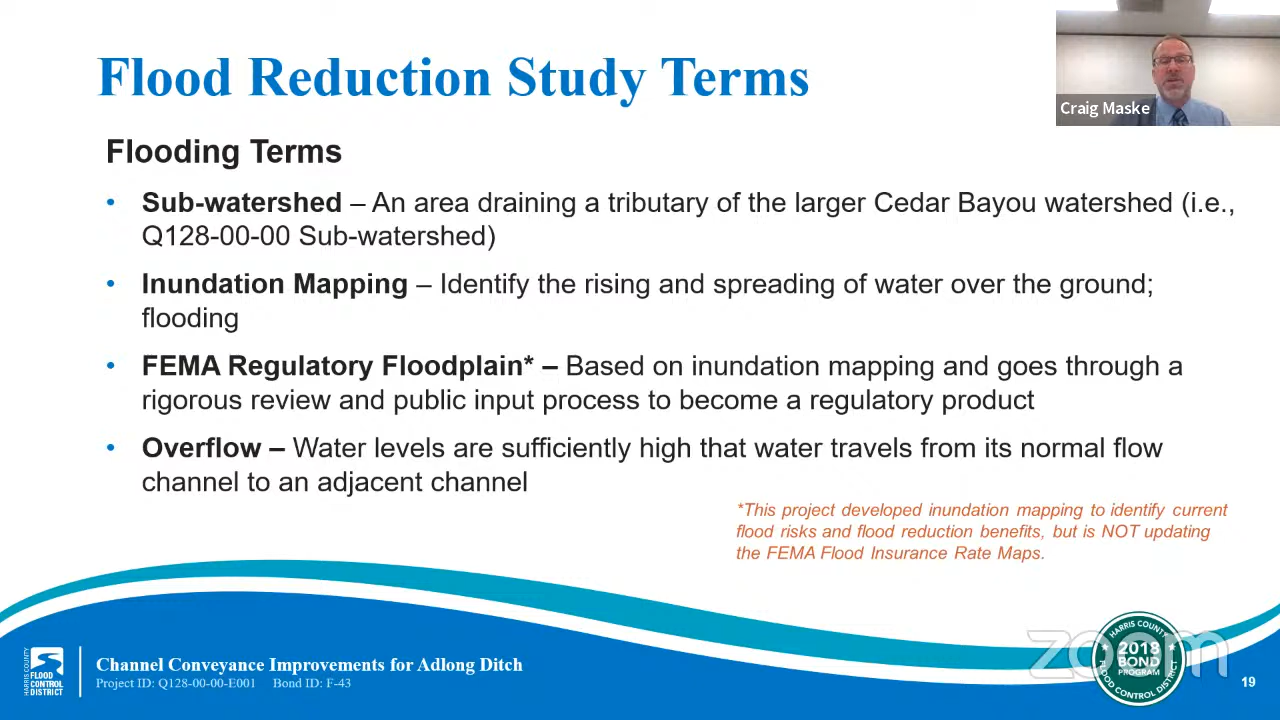 Flood Reduction Study Terms
Craig Maske
Flooding Terms
• Sub-watershed – An area draining a tributary of the larger Cedar Bayou watershed (i.e.,
Q128-00-00 Sub-watershed)
• Inundation Mapping – Identify the rising and spreading of water over the ground;
flooding
• FEMA Regulatory Floodplain* – Based on inundation mapping and goes through a
rigorous review and public input process to become a regulatory product
• Overflow – Water levels are sufficiently high that water travels from its normal flow
channel to an adjacent channel
*This project developed inundation mapping to identify current
flood risks and flood reduction benefits, but is NOT updating
the FEMA Flood Insurance Rate Maps.
HARRIS COUNTY
FLOOD
CONTROL
DISTRICT
Channel Conveyance Improvements for Adlong Ditch
Project ID: Q128-00-00-E001 Bond ID: F-43
HARRIS COUNTY
2018
BOND
PROGRAM
FLOOD CONTROL DISTRICT
zoom
19